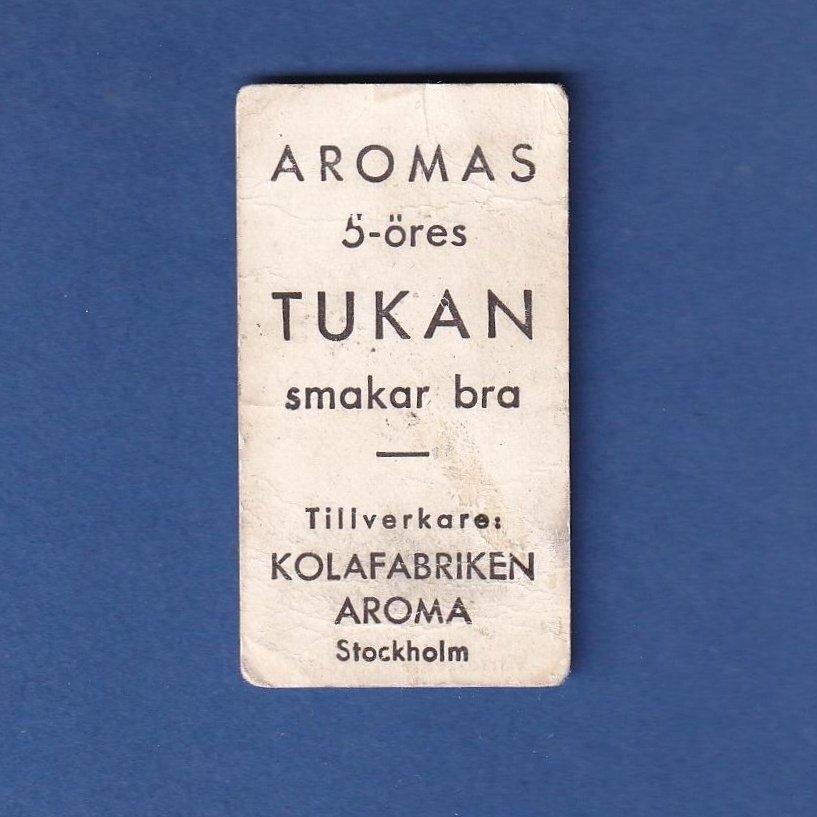 AROMAS
5-öres
TUKAN
smakar bra
Tillverkare:
KOLAFABRIKEN
AROMA
Stockholm